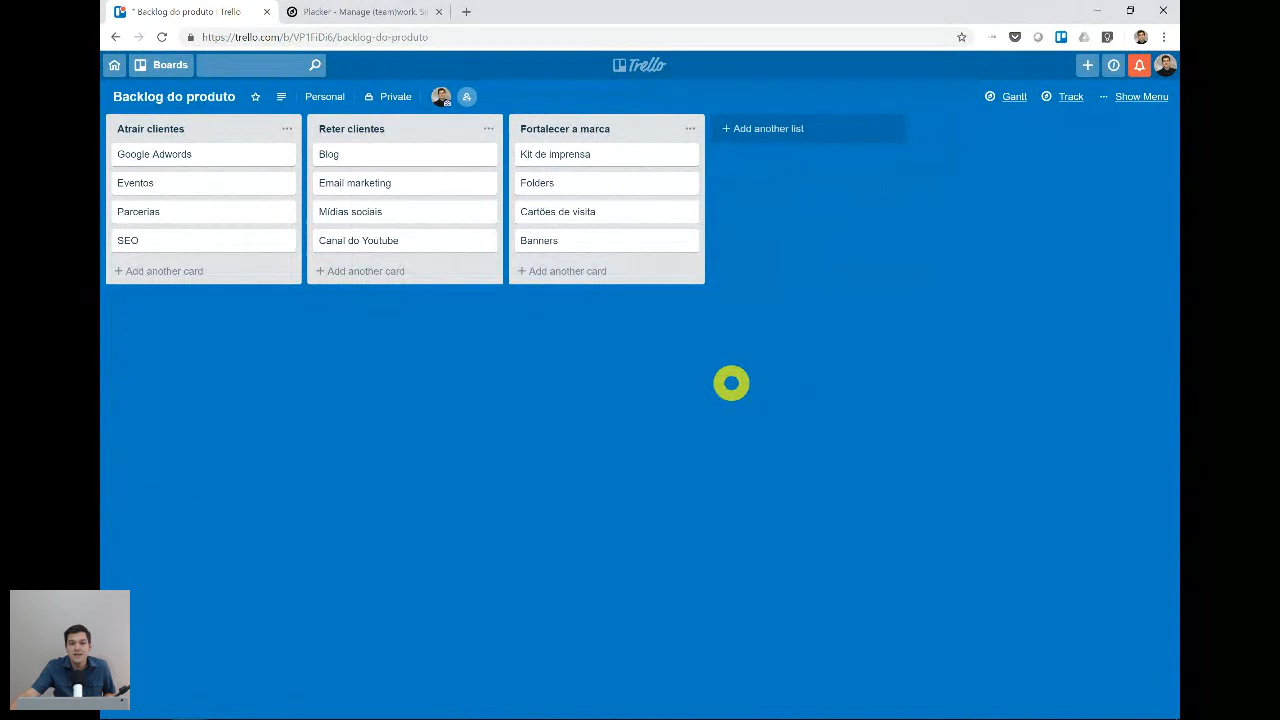 * Backlog do produto | Trello
Placker - Manage (team)work. Si
https://trello.com/b/VP1FiDi6/backlog-do-produto
Boards
Trello
Backlog do produto
Personal
Private
Gantt
Track
Show Menu
Atrair clientes
Google Adwords
Eventos
Parcerias
SEO
+ Add another card
Reter clientes
Blog
Email marketing
Mídias sociais
Canal do Youtube
+ Add another card
Fortalecer a marca
Kit de imprensa
Folders
Cartões de visita
Banners
+ Add another card
+ Add another list